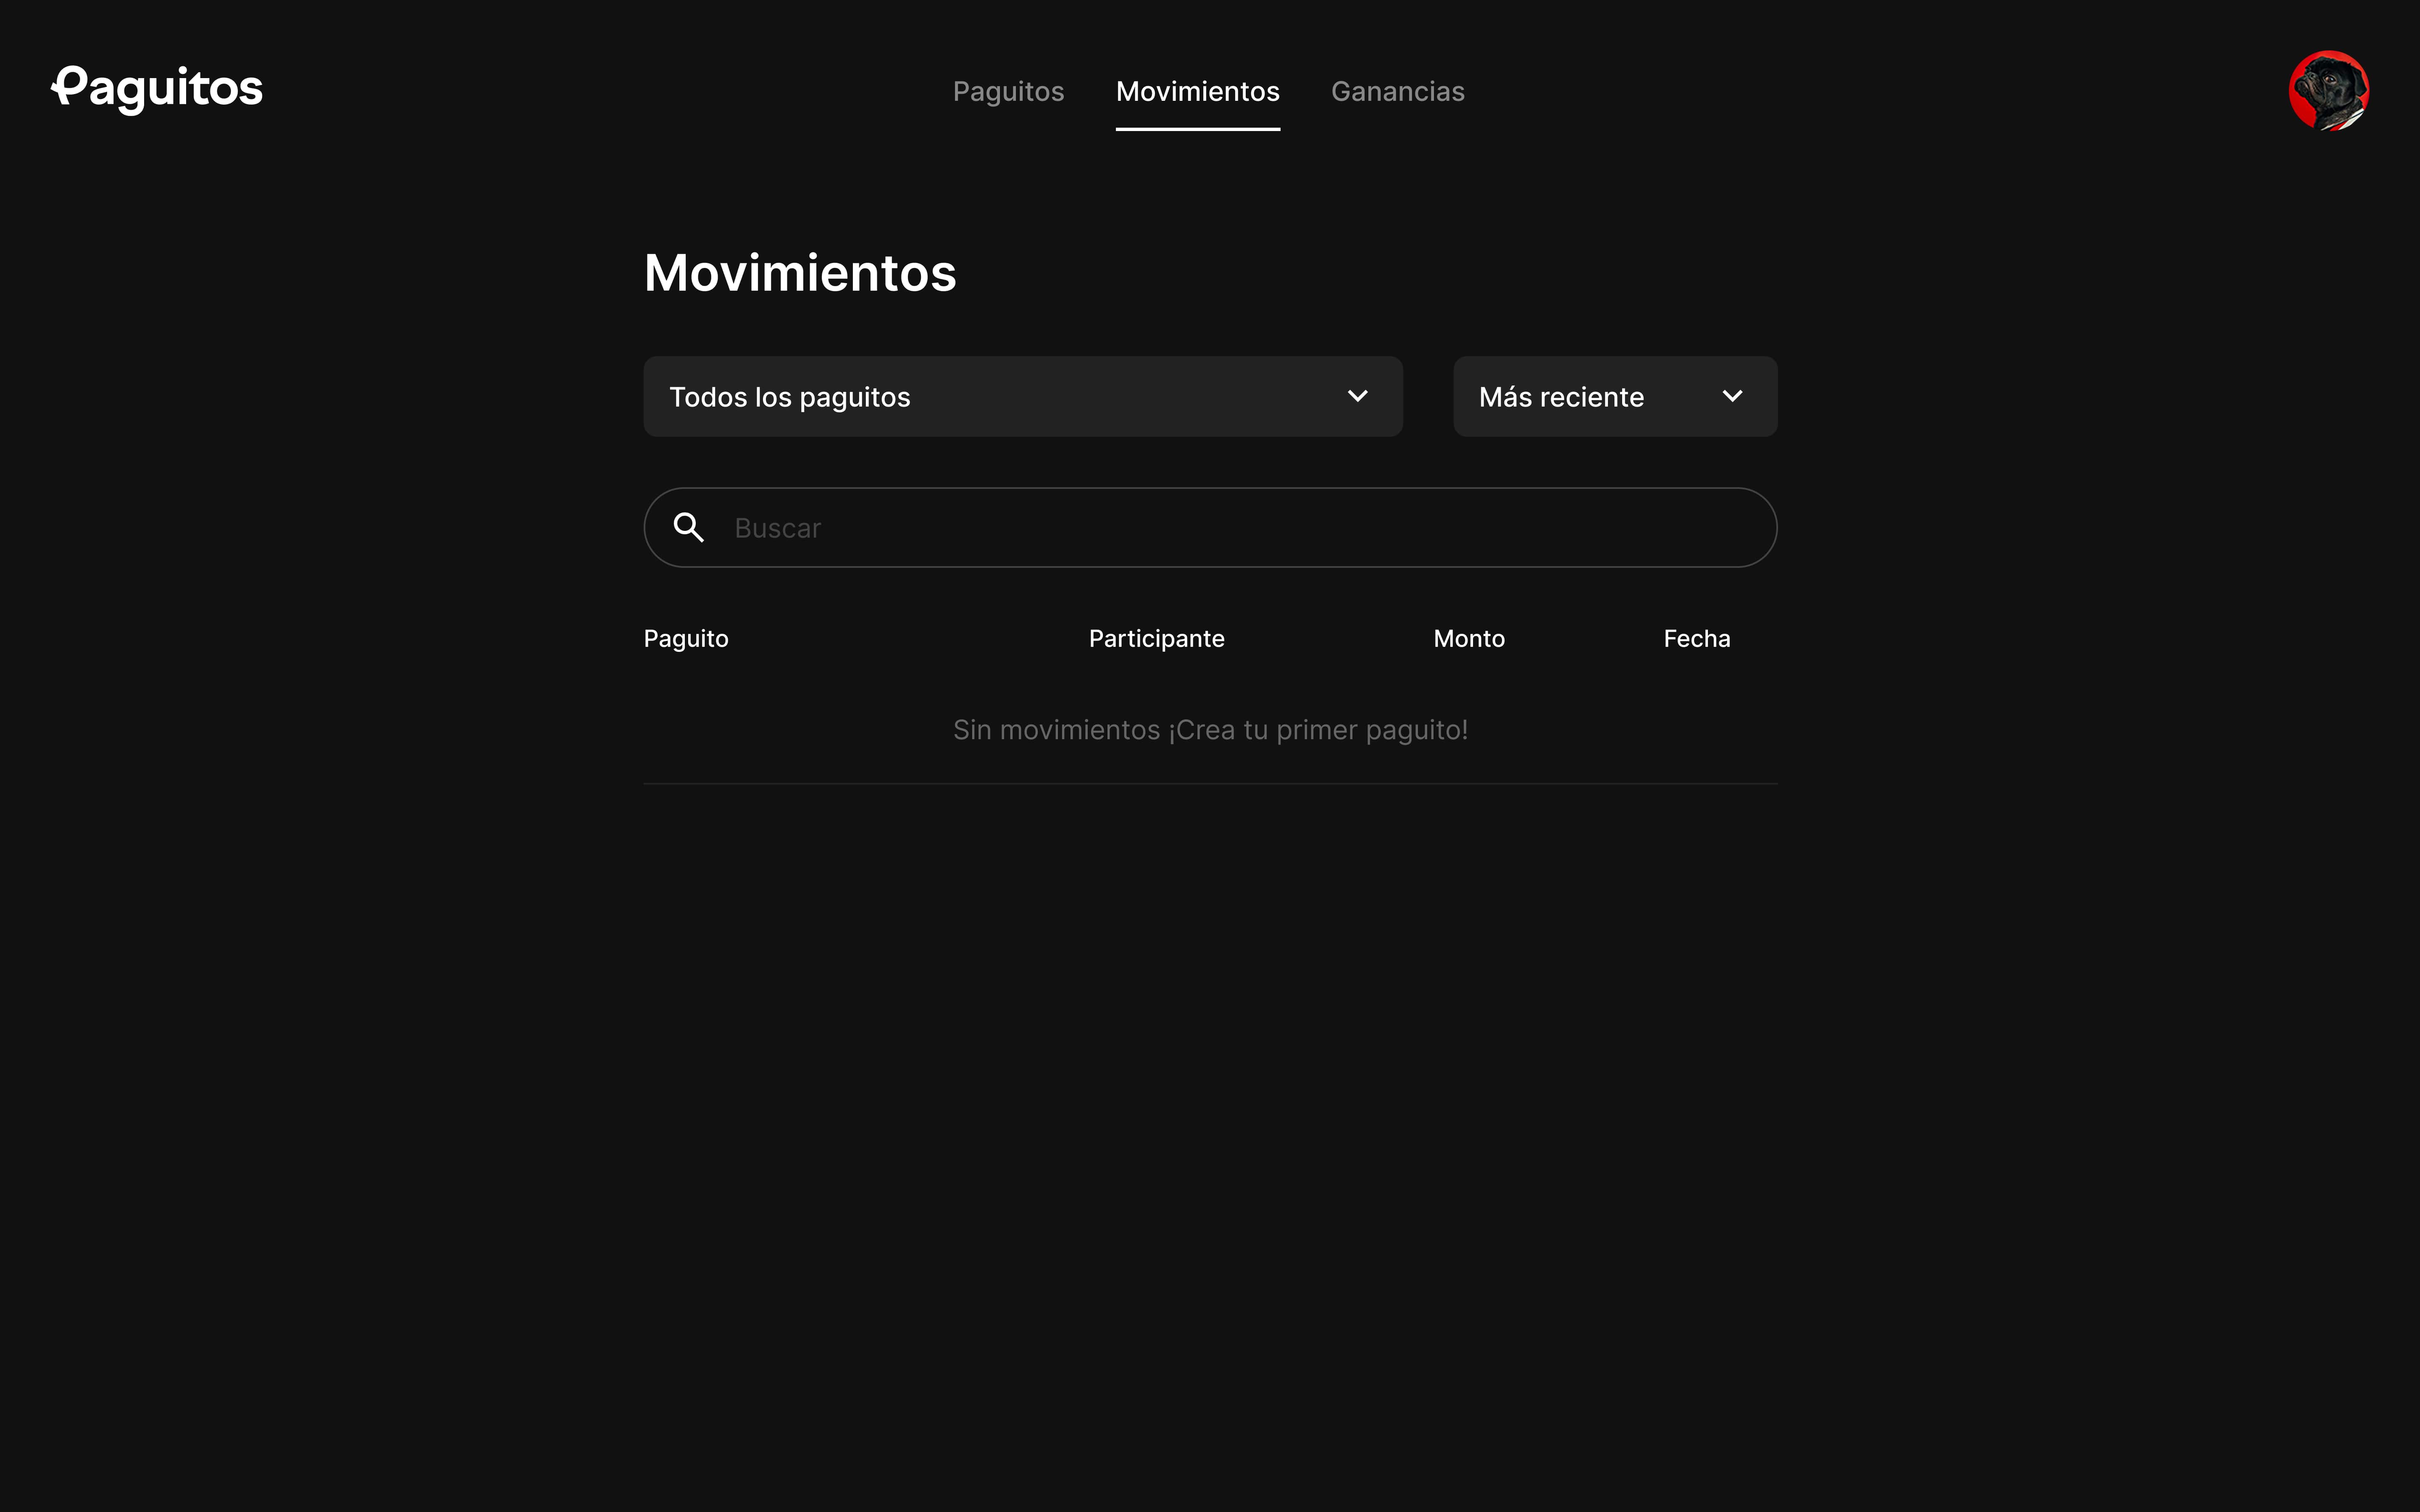 Paguitos
Paguitos Movimientos Ganancias
Movimientos
Todos los paguitos
Más reciente
Buscar
Paguito Participante Monto Fecha
Sin movimientos ¡Crea tu primer paguito!